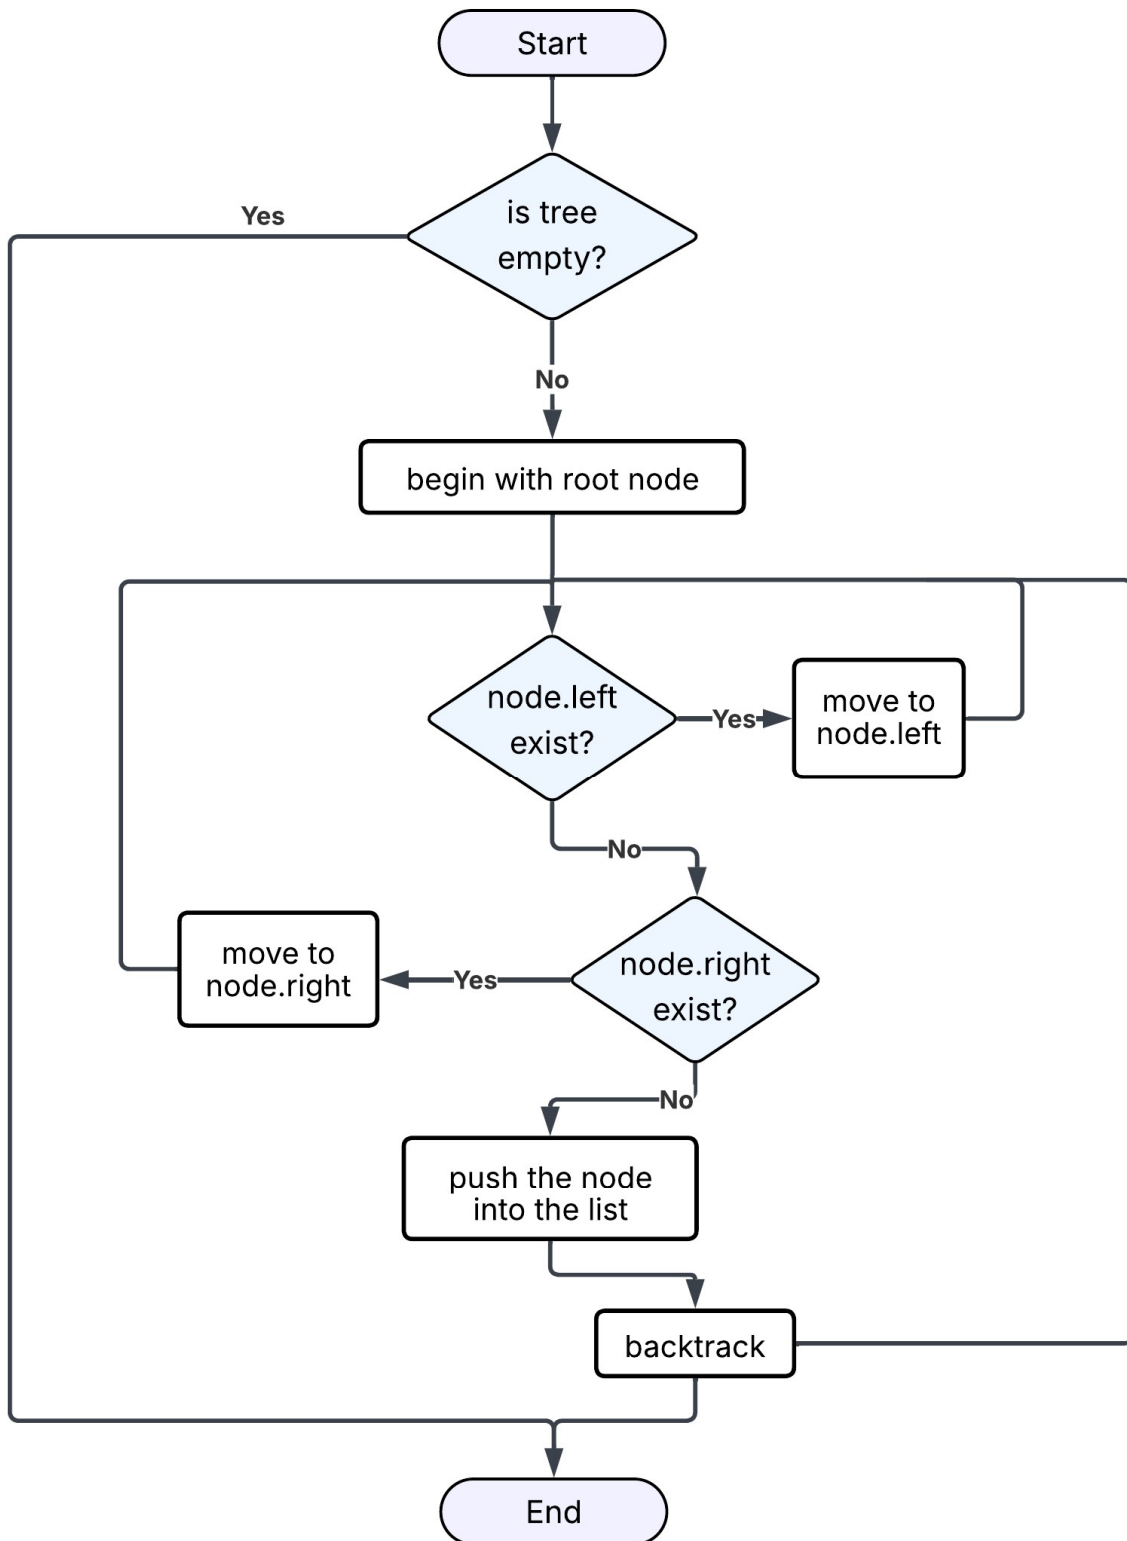 Start
is tree
empty?
Yes
No
begin with root node
node.left
exist?
Yes
move to
node.left
No
node.right
exist?
Yes
move to
node.right
No
push the node
into the list
backtrack
End